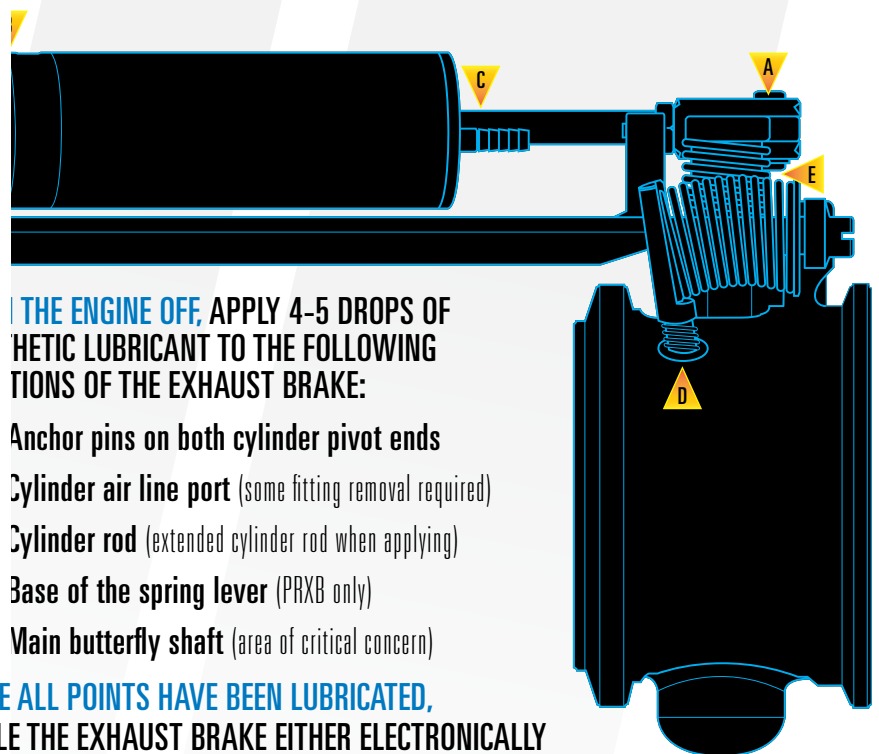 C
A
E
D
THE ENGINE OFF, APPLY 4-5 DROPS OF
HETIC LUBRICANT TO THE FOLLOWING
TIONS OF THE EXHAUST BRAKE:
Anchor pins on both cylinder pivot ends
Cylinder air line port (some fitting removal required)
Cylinder rod (extended cylinder rod when applying)
Base of the spring lever (PRXB only)
Main butterfly shaft (area of critical concern)
E ALL POINTS HAVE BEEN LUBRICATED,
LE THE EXHAUST BRAKE EITHER ELECTRONICALLY